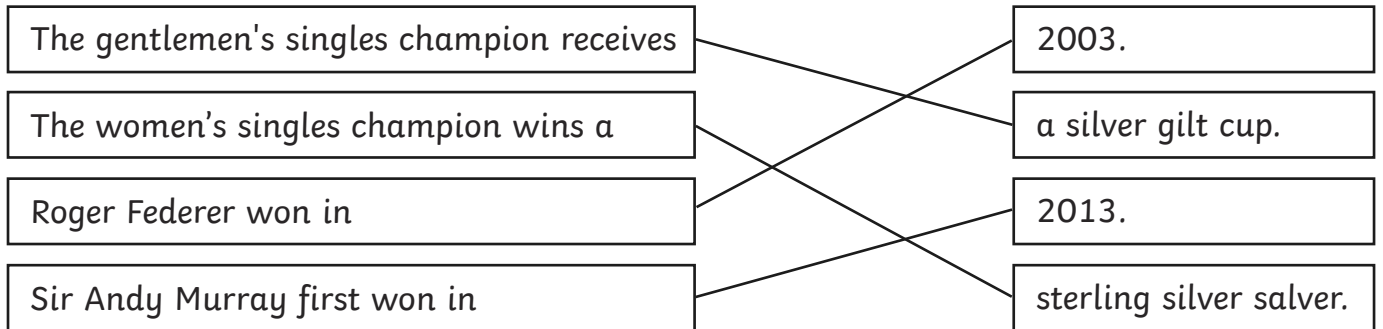 The gentlemen's singles champion receives
2003.
The women’s singles champion wins a
a silver gilt cup.
Roger Federer won in
2013.
Sir Andy Murray first won in
sterling silver salver.